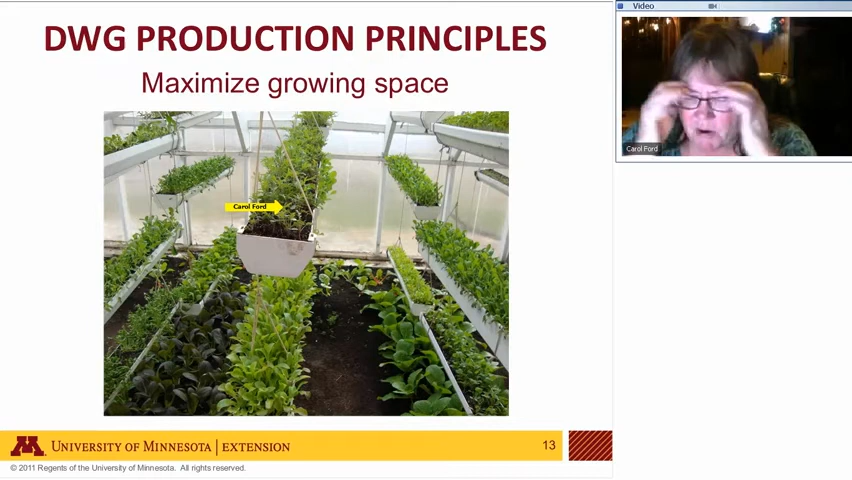 DWG PRODUCTION PRINCIPLES
Maximize growing space
Carol Ford
UNIVERSITY OF MINNESOTA | EXTENSION
13
© 2011 Regents of the University of Minnesota. All rights reserved.
Video
Carol Ford